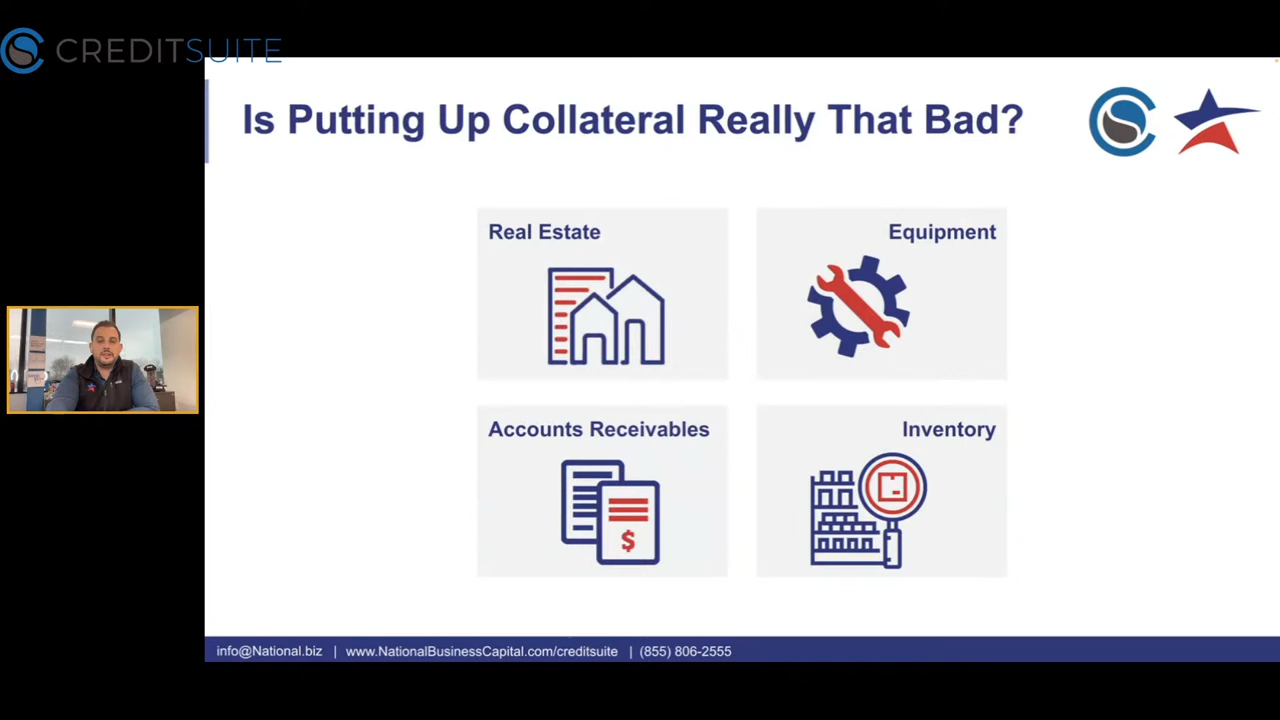 CREDITSUITE
Is Putting Up Collateral Really That Bad?
Real Estate
Equipment
Accounts Receivables
$
Inventory
info@National.biz | www.NationalBusinessCapital.com/creditsuite | (855) 806-2555